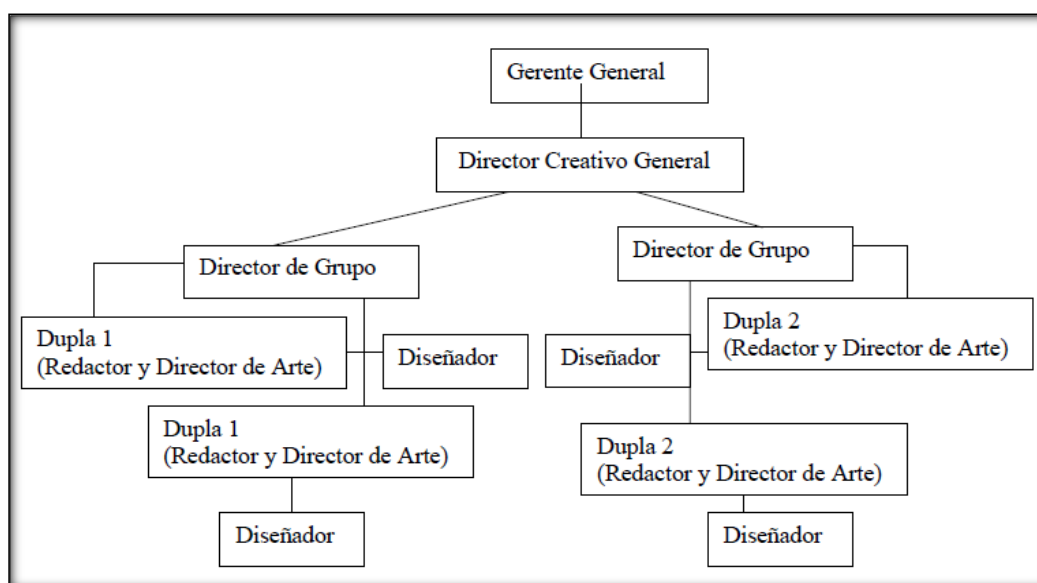 Gerente General
Director Creativo General
Director de Grupo
Director de Grupo
Dupla 1
(Redactor y Director de Arte)
Diseñador
Diseñador
Dupla 2
(Redactor y Director de Arte)
Dupla 1
(Redactor y Director de Arte)
Dupla 2
(Redactor y Director de Arte)
Diseñador
Diseñador